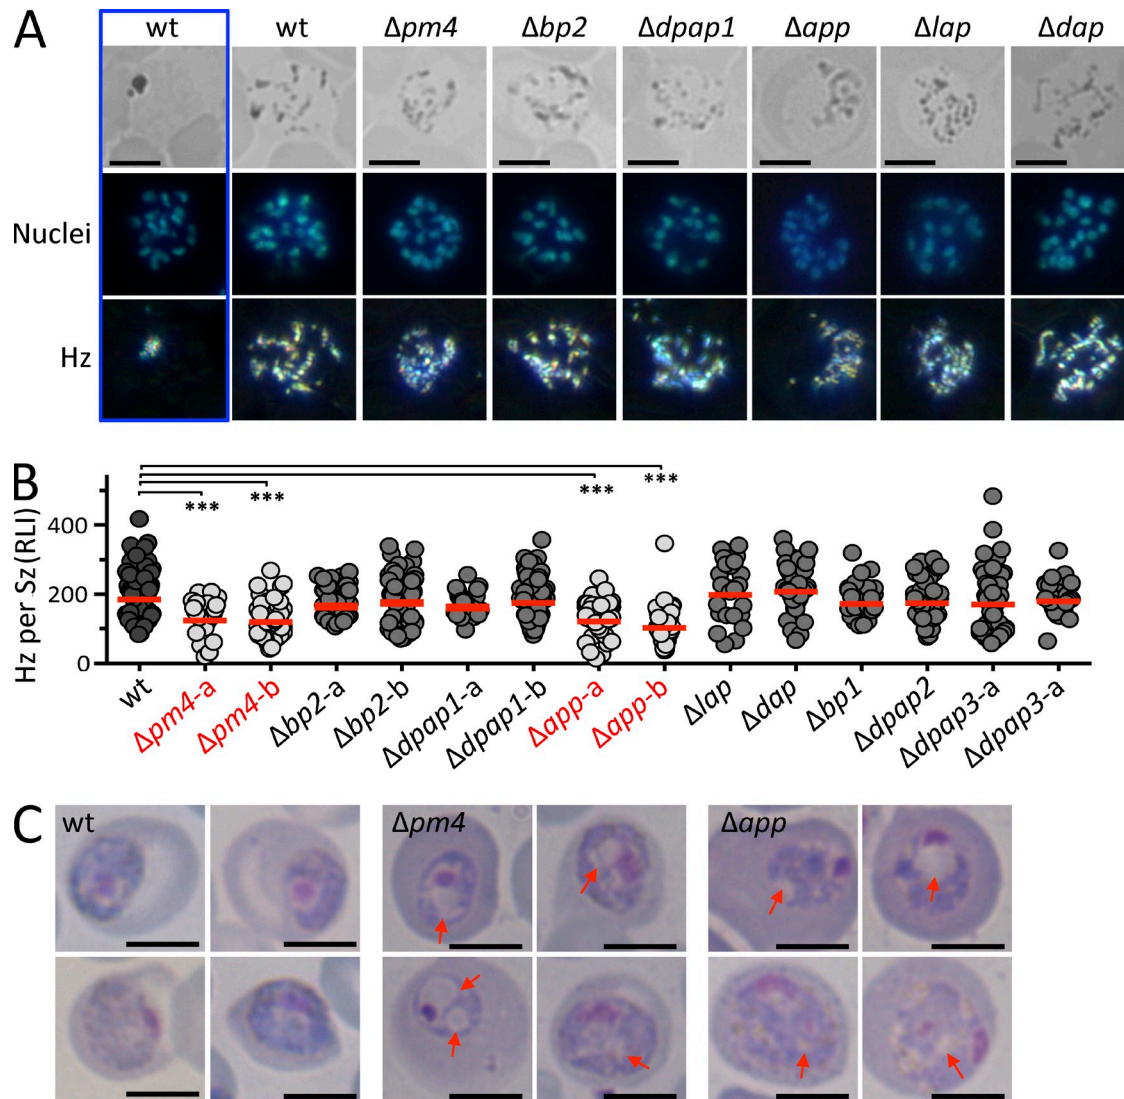 A
wt wt Δpm4 Δbp2 Δdpap1 Δapp Δlap Δdap
Nuclei
Hz
B
Hz per Sz (RLI)
400
200
0
*** *** *** ***
wt Δpm4-a Δpm4-b Δbp2-a Δbp2-b Δdpap1-a Δdpap1-b Δapp-a Δapp-b Δlap Δdap Δbp1 Δdpap2 Δdpap3-a Δdpap3-a
C
wt Δpm4 Δapp